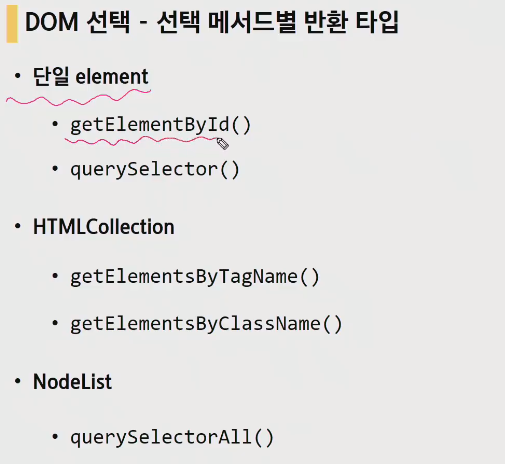 DOM 선택 - 선택 메서드별 반환 타입
• 단일 element
• getElementById()
• querySelector()
• HTMLCollection
• getElementsByTagName()
• getElementsByClassName()
• NodeList
• querySelectorAll()